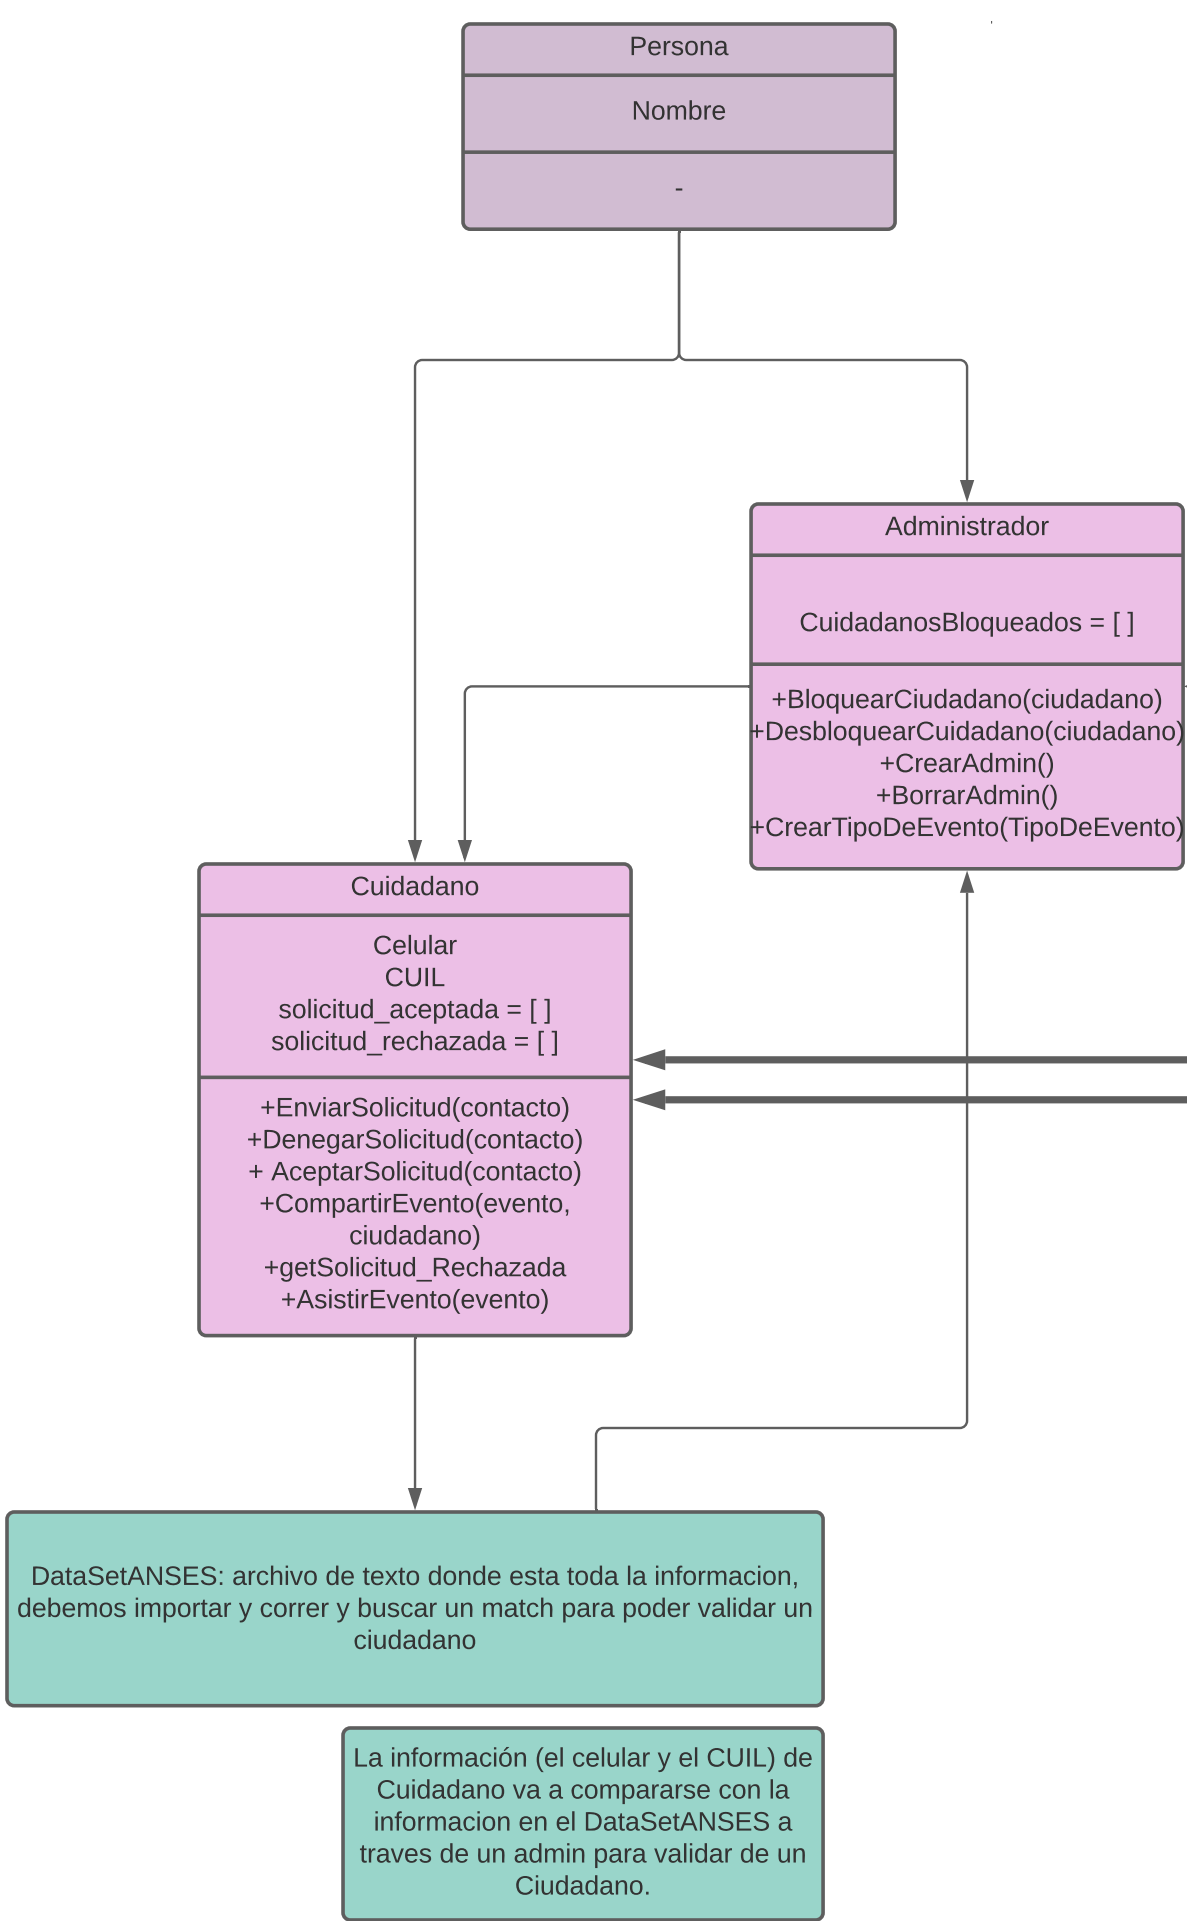 Persona
Nombre
-
Administrador
CuidadanosBloqueados = [ ]
+BloquearCiudadano(ciudadano)
+DesbloquearCuidadano(ciudadano)
+CrearAdmin()
+BorrarAdmin()
+CrearTipoDeEvento(TipoDeEvento)
Cuidadano
Celular
CUIL
solicitud_aceptada = [ ]
solicitud_rechazada = [ ]
+EnviarSolicitud(contacto)
+DenegarSolicitud(contacto)
+ AceptarSolicitud(contacto)
+CompartirEvento(evento,
ciudadano)
+getSolicitud_Rechazada
+AsistirEvento(evento)
DataSetANSES: archivo de texto donde esta toda la informacion,
debemos importar y correr y buscar un match para poder validar un
ciudadano
La información (el celular y el CUIL) de
Cuidadano va a compararse con la
informacion en el DataSetANSES a
traves de un admin para validar de un
Ciudadano.